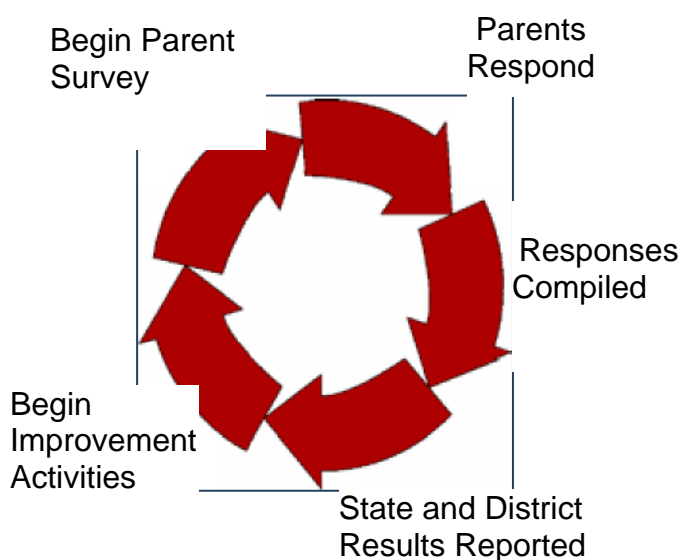 Begin Parent
Survey
Parents
Respond
Responses
Compiled
State and District
Results Reported
Begin
Improvement
Activities